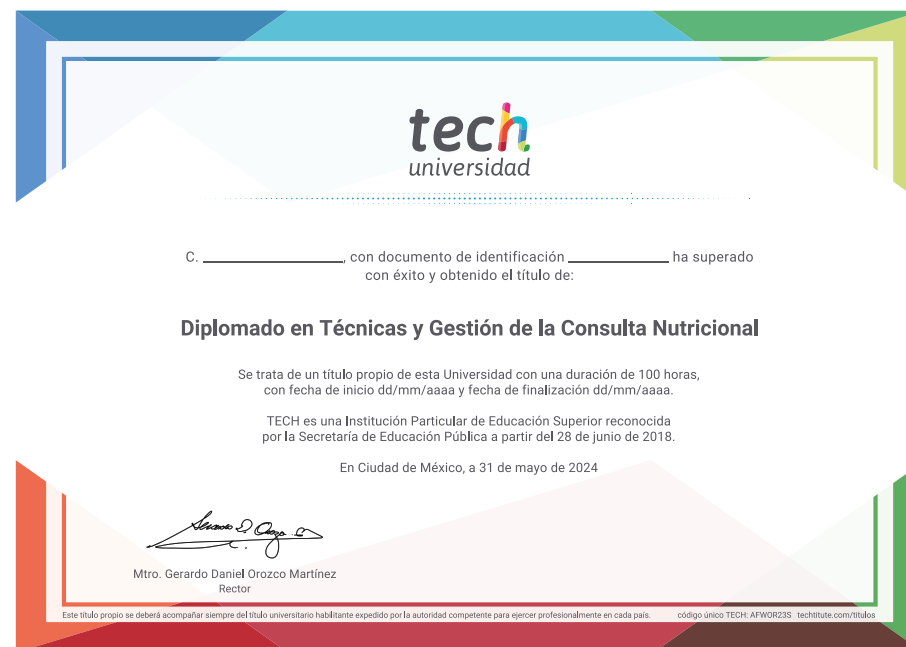 tech
universidad
C. ____________, con documento de identificación ____________ ha superado
con éxito y obtenido el título de:
Diplomado en Técnicas y Gestión de la Consulta Nutricional
Se trata de un título propio de esta Universidad con una duración de 100 horas,
con fecha de inicio dd/mm/aaaa y fecha de finalización dd/mm/aaaa.
TECH es una Institución Particular de Educación Superior reconocida
por la Secretaría de Educación Pública a partir del 28 de junio de 2018.
En Ciudad de México, a 31 de mayo de 2024
Mtro. Gerardo Daniel Orozco Martínez
Rector
Este título propio se deberá acompañar siempre del título universitario habilitante expedido por la autoridad competente para ejercer profesionalmente en cada país. código único TECH: AFWOR23S techtitute.com/titulos